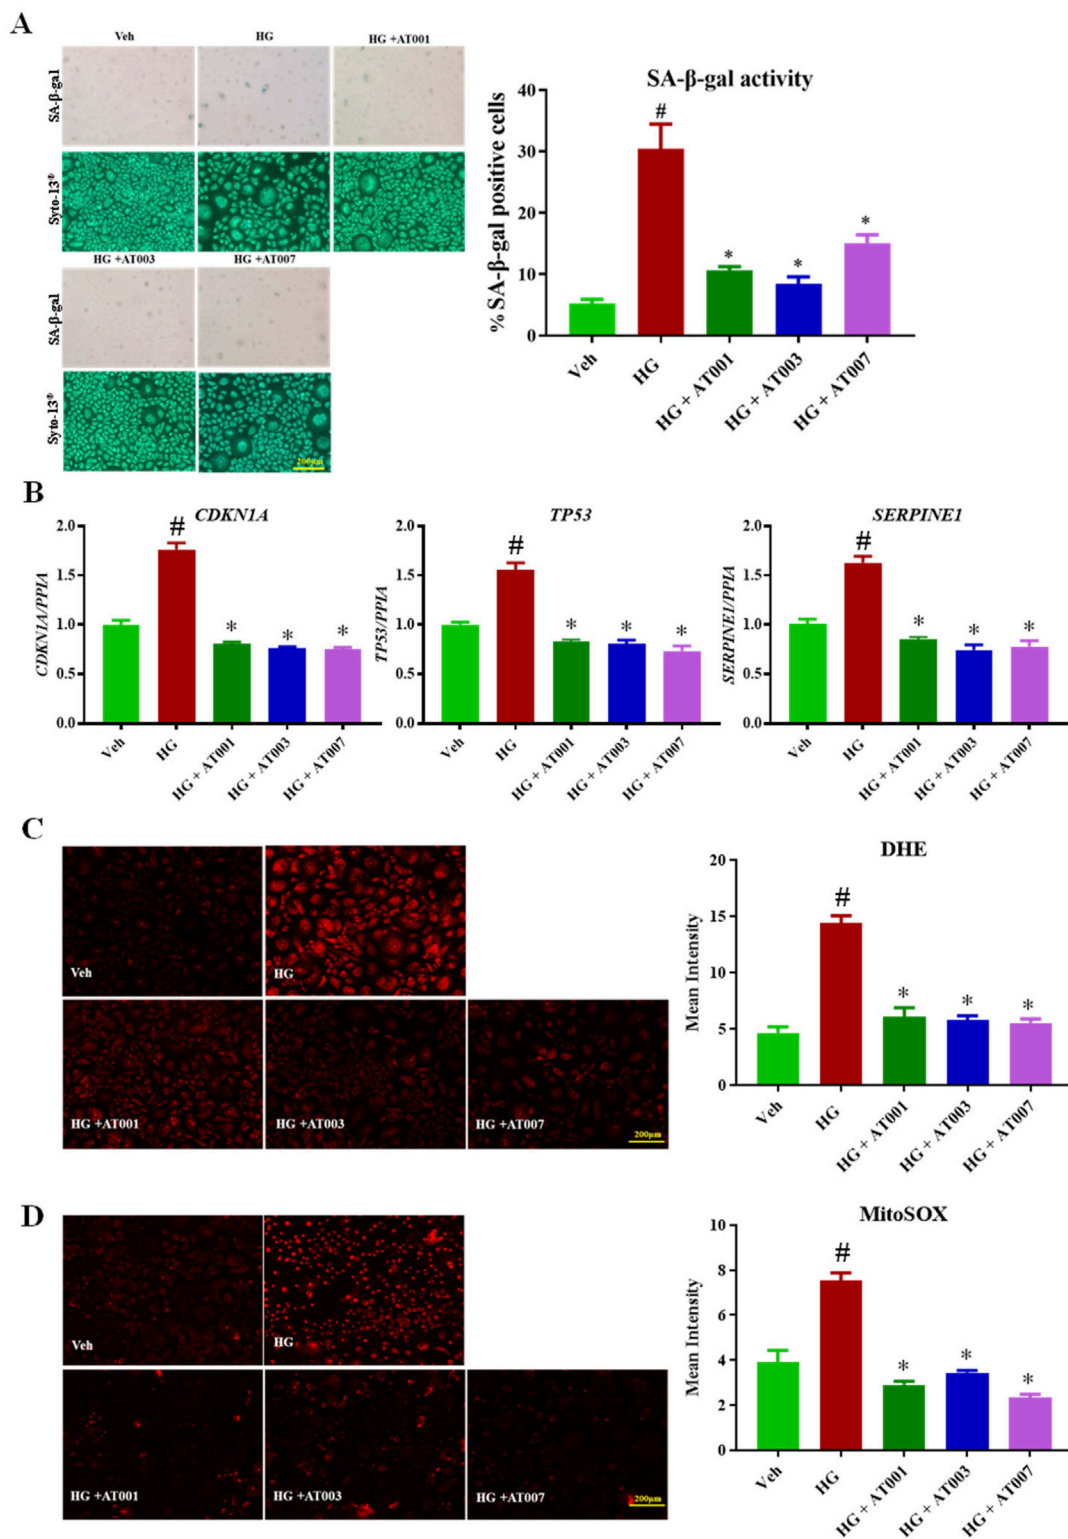 A
Veh HG HG +AT001
SA-β-gal
Syto-13®
HG +AT003 HG +AT007
SA-β-gal
Syto-13®
200μm
SA-β-gal activity
% SA-β-gal positive cells
40
30
20
10
0
#
* * *
Veh HG HG + AT001 HG + AT003 HG + AT007
B
CDKN1A
CDKN1A/PPIA
2.0
1.5
1.0
0.5
0.0
#
* * *
Veh HG HG + AT001 HG + AT003 HG + AT007
TP53
TP53/PPIA
2.0
1.5
1.0
0.5
0.0
#
* * *
Veh HG HG + AT001 HG + AT003 HG + AT007
SERPINE1
SERPINE1/PPIA
2.0
1.5
1.0
0.5
0.0
#
* * *
Veh HG HG + AT001 HG + AT003 HG + AT007
C
Veh HG
HG +AT001 HG +AT003 HG +AT007
200μm
DHE
Mean Intensity
20
15
10
5
0
#
* * *
Veh HG HG + AT001 HG + AT003 HG + AT007
D
Veh HG
HG +AT001 HG +AT003 HG +AT007
200μm
MitoSOX
Mean Intensity
10
8
6
4
2
0
#
* * *
Veh HG HG + AT001 HG + AT003 HG + AT007